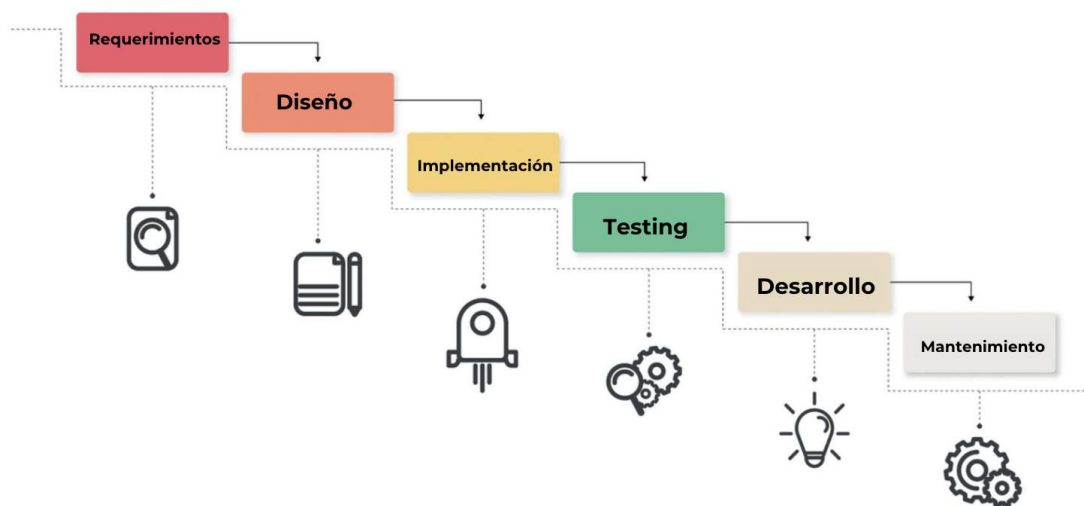 Requerimientos
Diseño
Implementación
Testing
Desarrollo
Mantenimiento